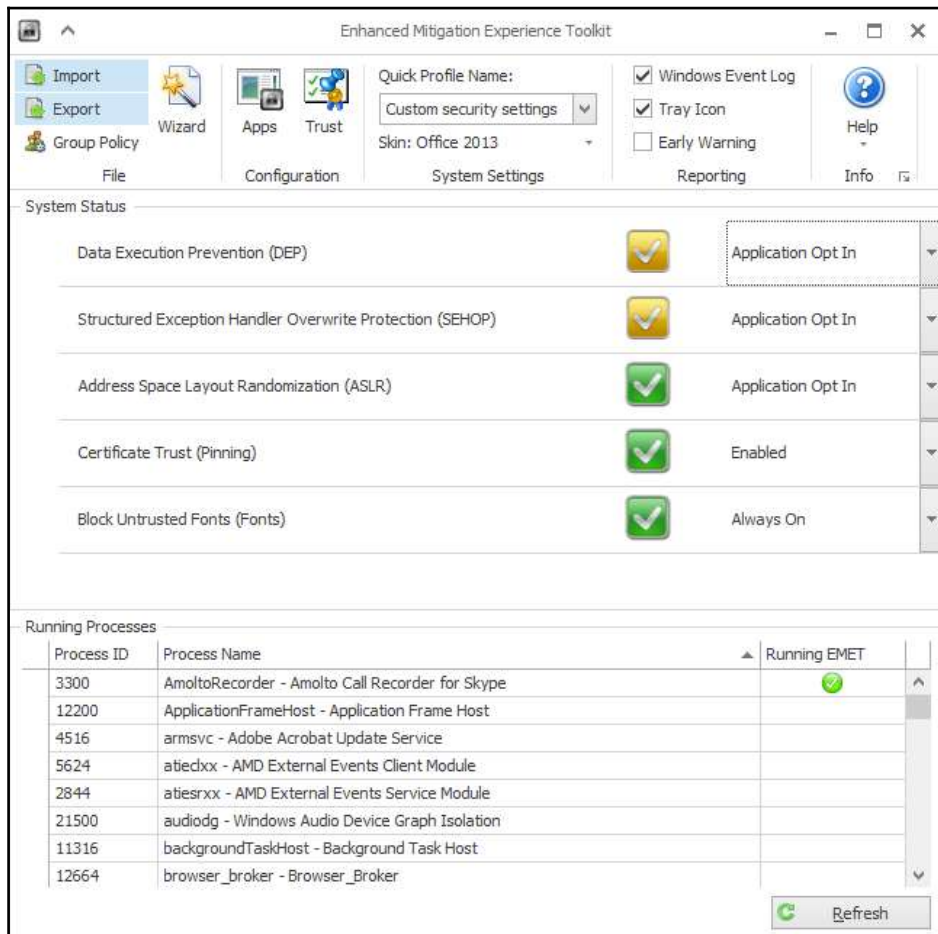 Enhanced Mitigation Experience Toolkit
Import
Export
Group Policy
File
Wizard
Apps
Trust
Configuration
Quick Profile Name:
Custom security settings
Skin: Office 2013
System Settings
Windows Event Log
Tray Icon
Early Warning
Reporting
Help
Info
System Status
Data Execution Prevention (DEP) Application Opt In
Structured Exception Handler Overwrite Protection (SEHOP) Application Opt In
Address Space Layout Randomization (ASLR) Application Opt In
Certificate Trust (Pinning) Enabled
Block Untrusted Fonts (Fonts) Always On
Running Processes
Process ID Process Name Running EMET
3300 AmoltoRecorder - Amolto Call Recorder for Skype
12200 ApplicationFrameHost - Application Frame Host
4516 armsvc - Adobe Acrobat Update Service
5624 atieclxx - AMD External Events Client Module
2844 atiesrxx - AMD External Events Service Module
21500 audiodg - Windows Audio Device Graph Isolation
11316 backgroundTaskHost - Background Task Host
12664 browser_broker - Browser_Broker
Refresh